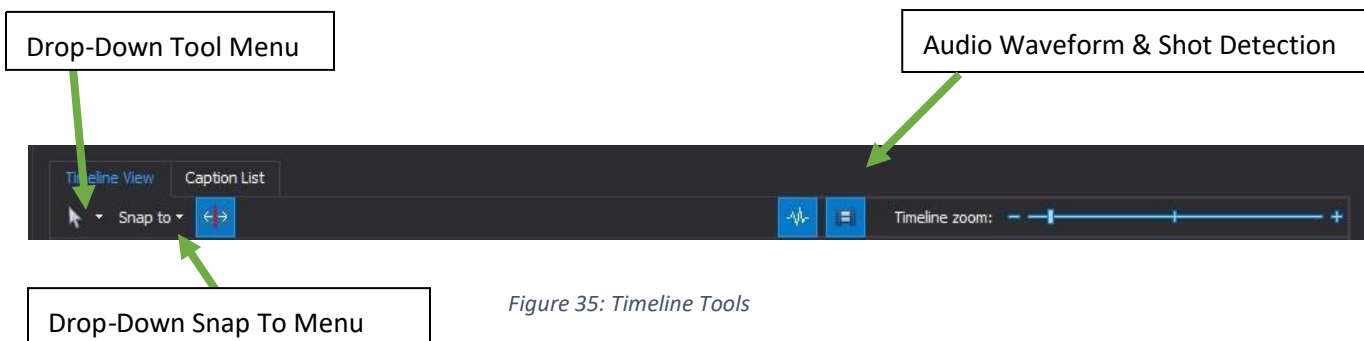 Drop-Down Tool Menu
Audio Waveform & Shot Detection
Timeline View Caption List
Snap to
Timeline zoom:
Drop-Down Snap To Menu
Figure 35: Timeline Tools